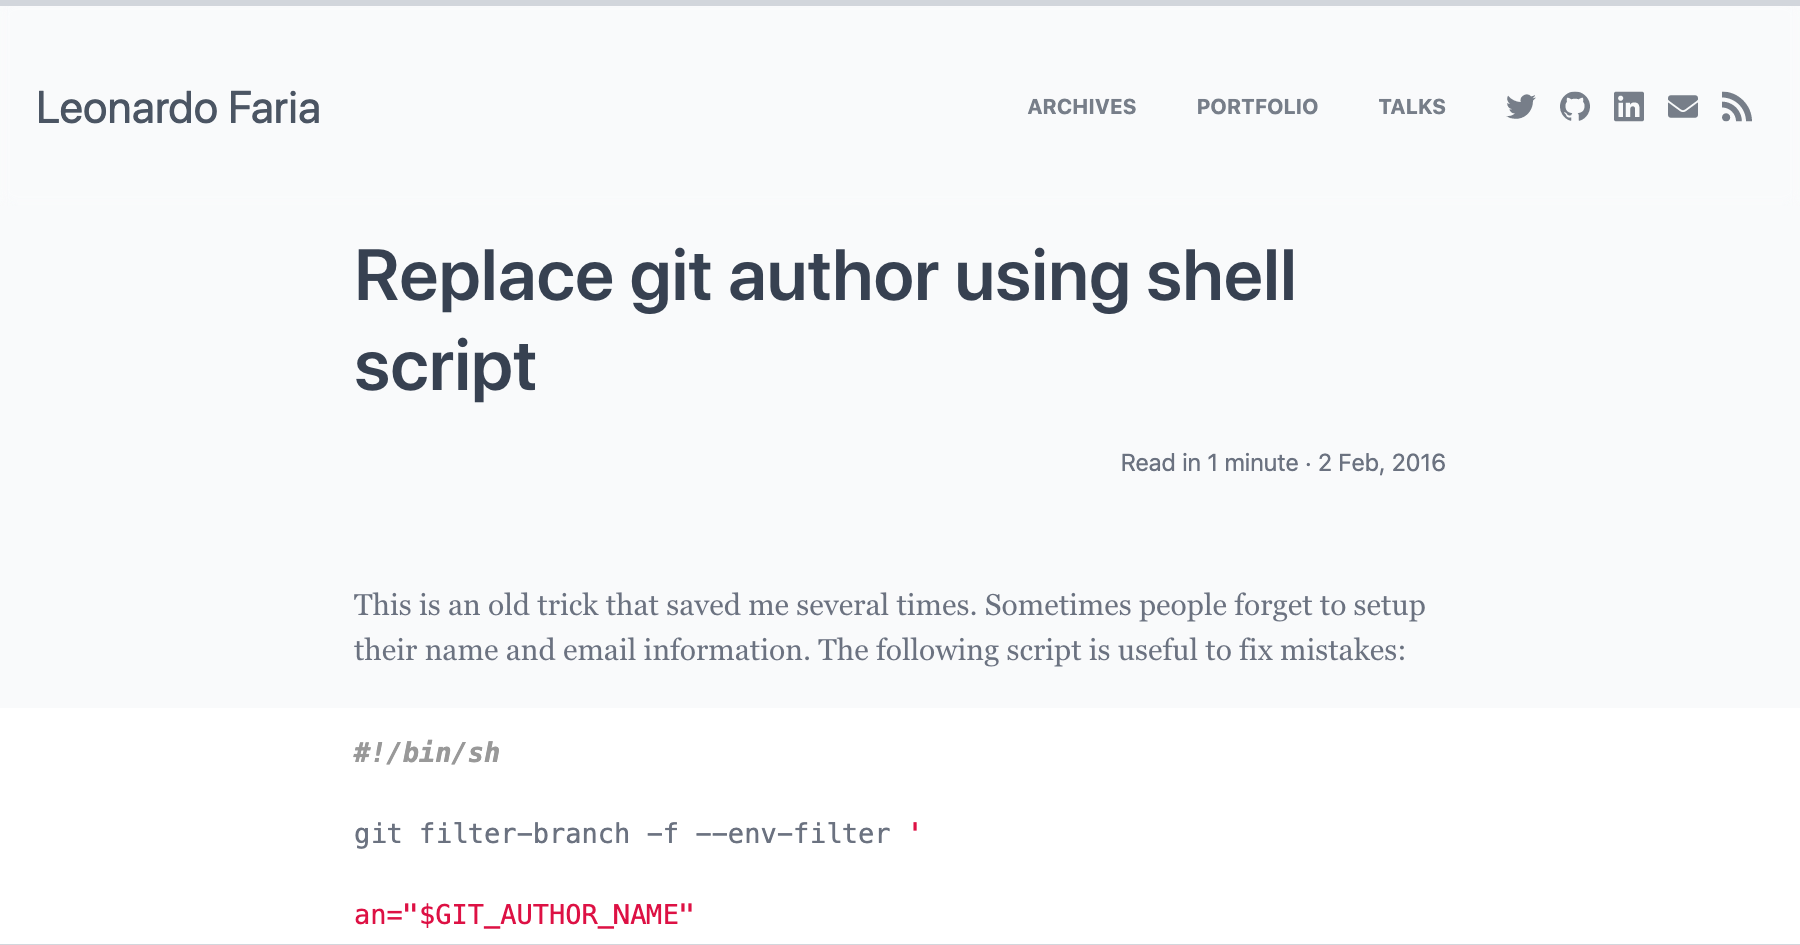 Leonardo Faria
ARCHIVES PORTFOLIO TALKS
Replace git author using shell
script
Read in 1 minute · 2 Feb, 2016
This is an old trick that saved me several times. Sometimes people forget to setup
their name and email information. The following script is useful to fix mistakes:
#!/bin/sh
git filter-branch -f --env-filter '
an="$GIT_AUTHOR_NAME"